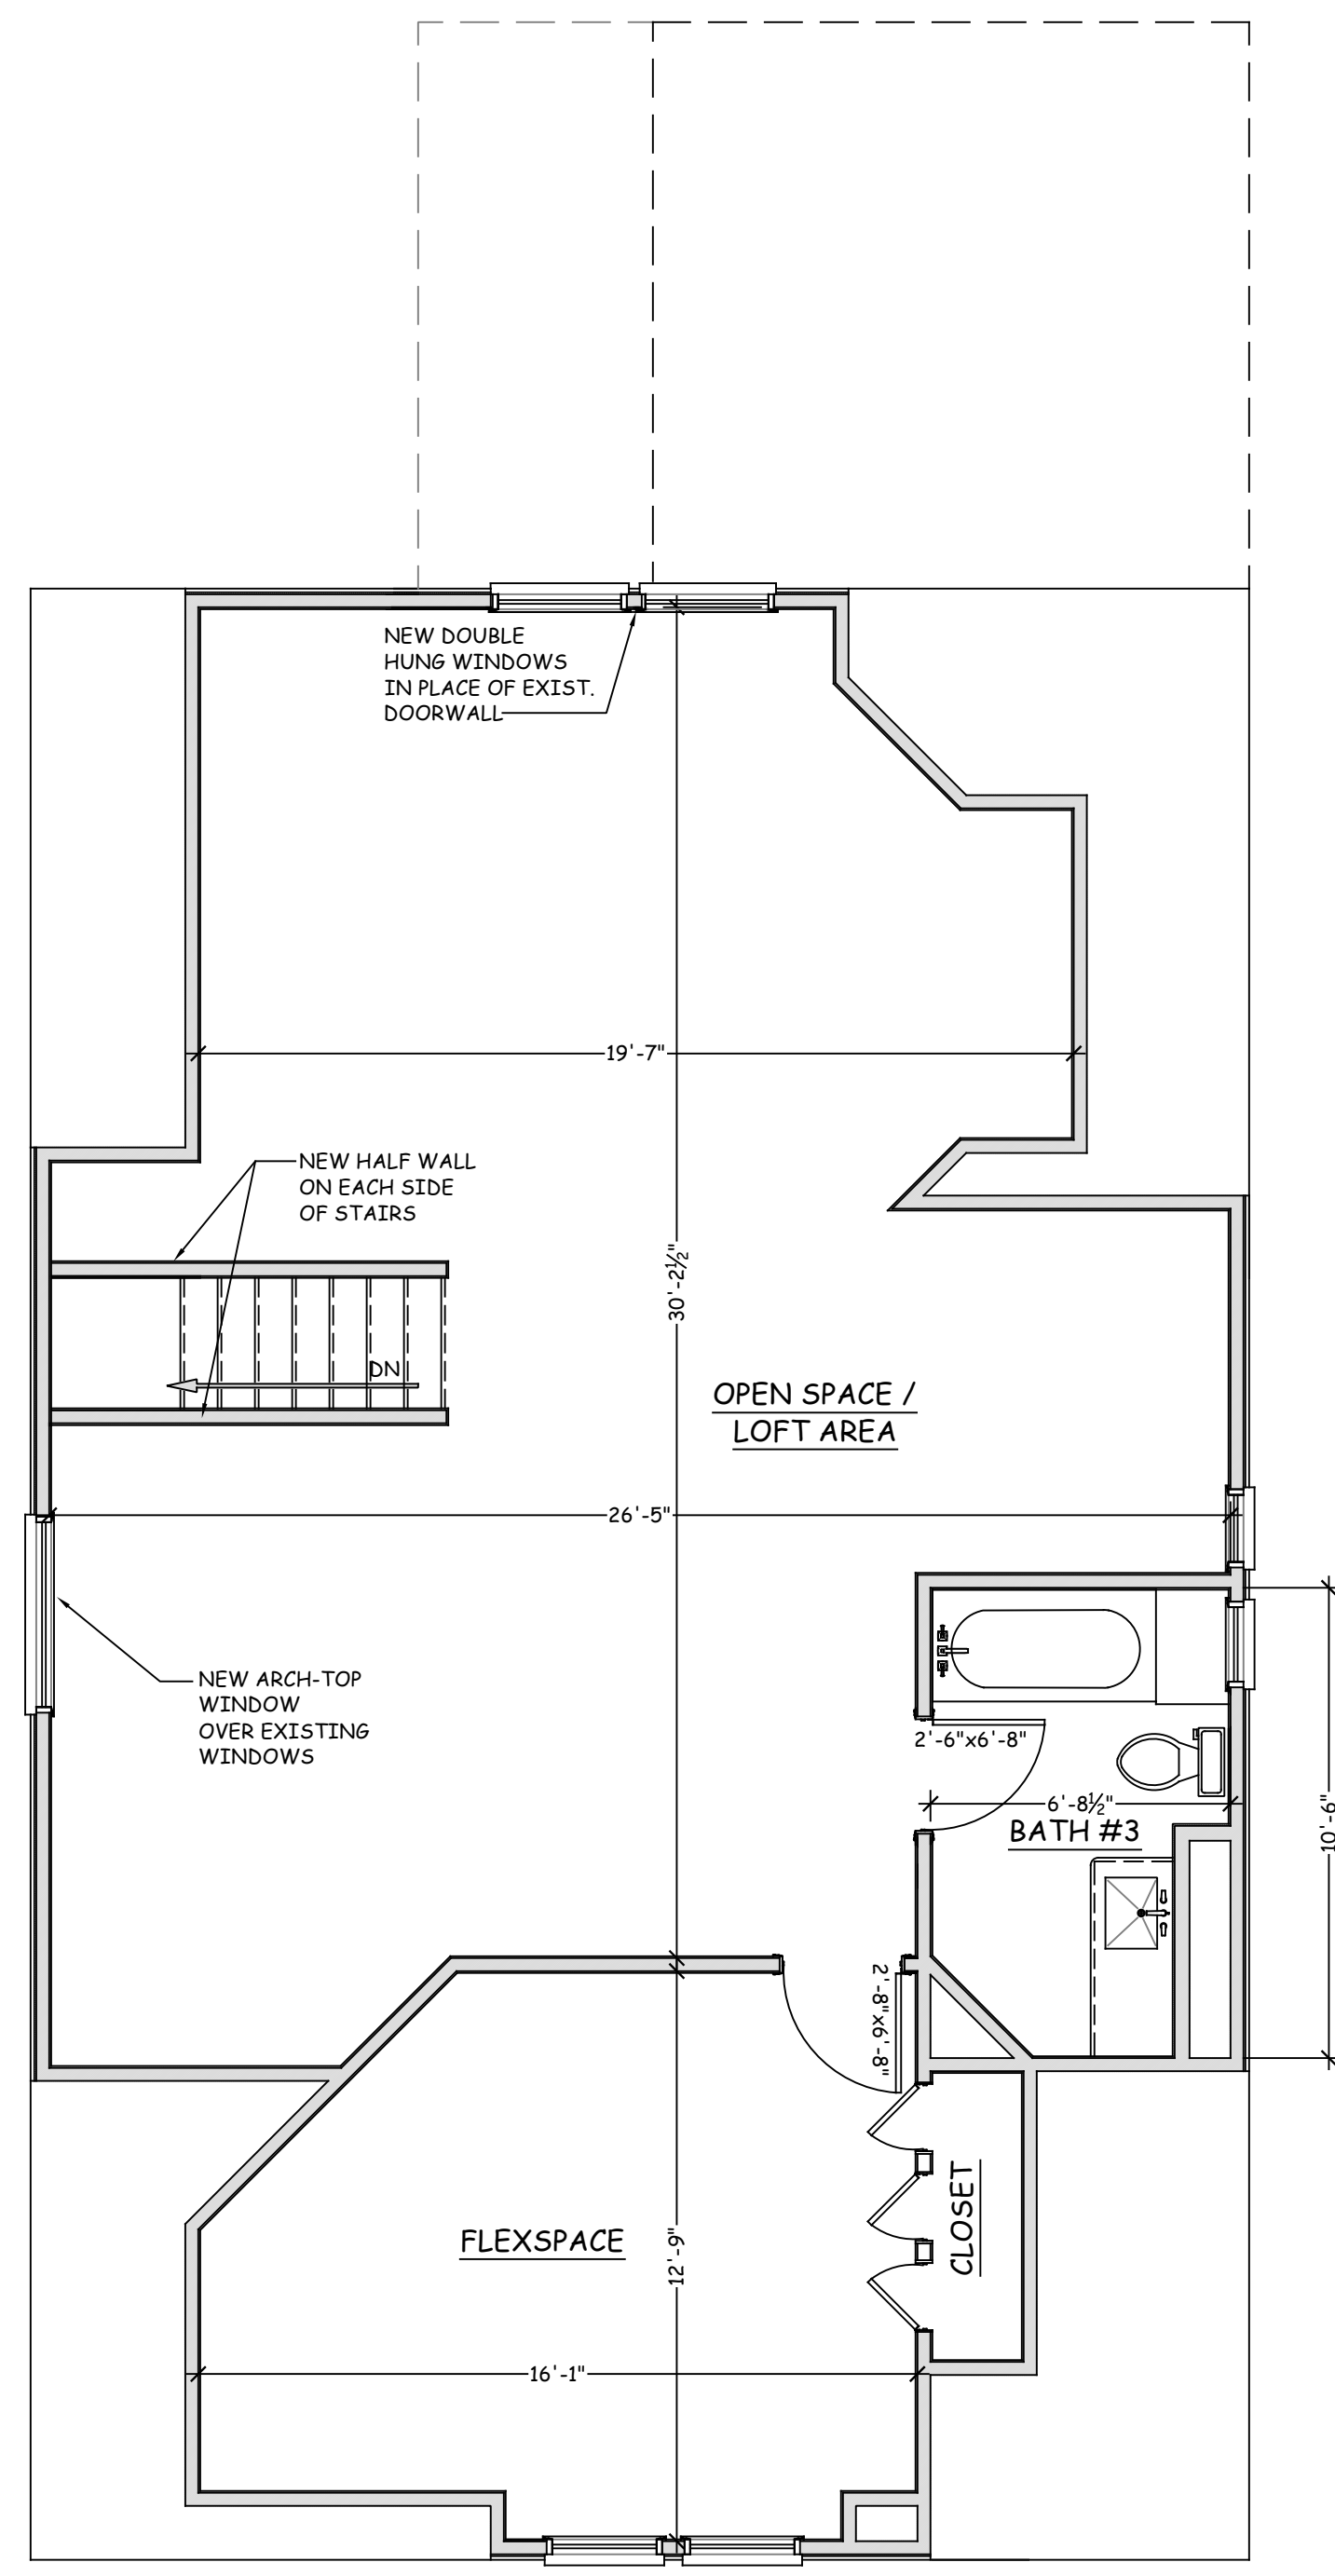 NEW DOUBLE
HUNG WINDOWS
IN PLACE OF EXIST.
DOORWALL
19'-7"
NEW HALF WALL
ON EACH SIDE
OF STAIRS
30'-2½"
DN
OPEN SPACE /
LOFT AREA
26'-5"
NEW ARCH-TOP
WINDOW
OVER EXISTING
WINDOWS
2'-6"x6'-8"
6'-8½"
BATH #3
10'-6"
2'-8"x6'-8"
FLEXSPACE
12'-9"
CLOSET
16'-1"